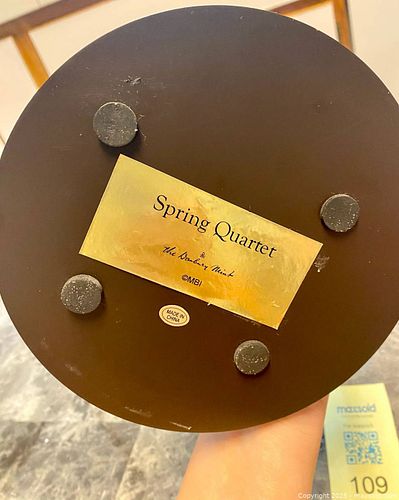 Spring Quartet
the Danbury Mint
©MBI
MADE IN
CHINA
maxsold
109